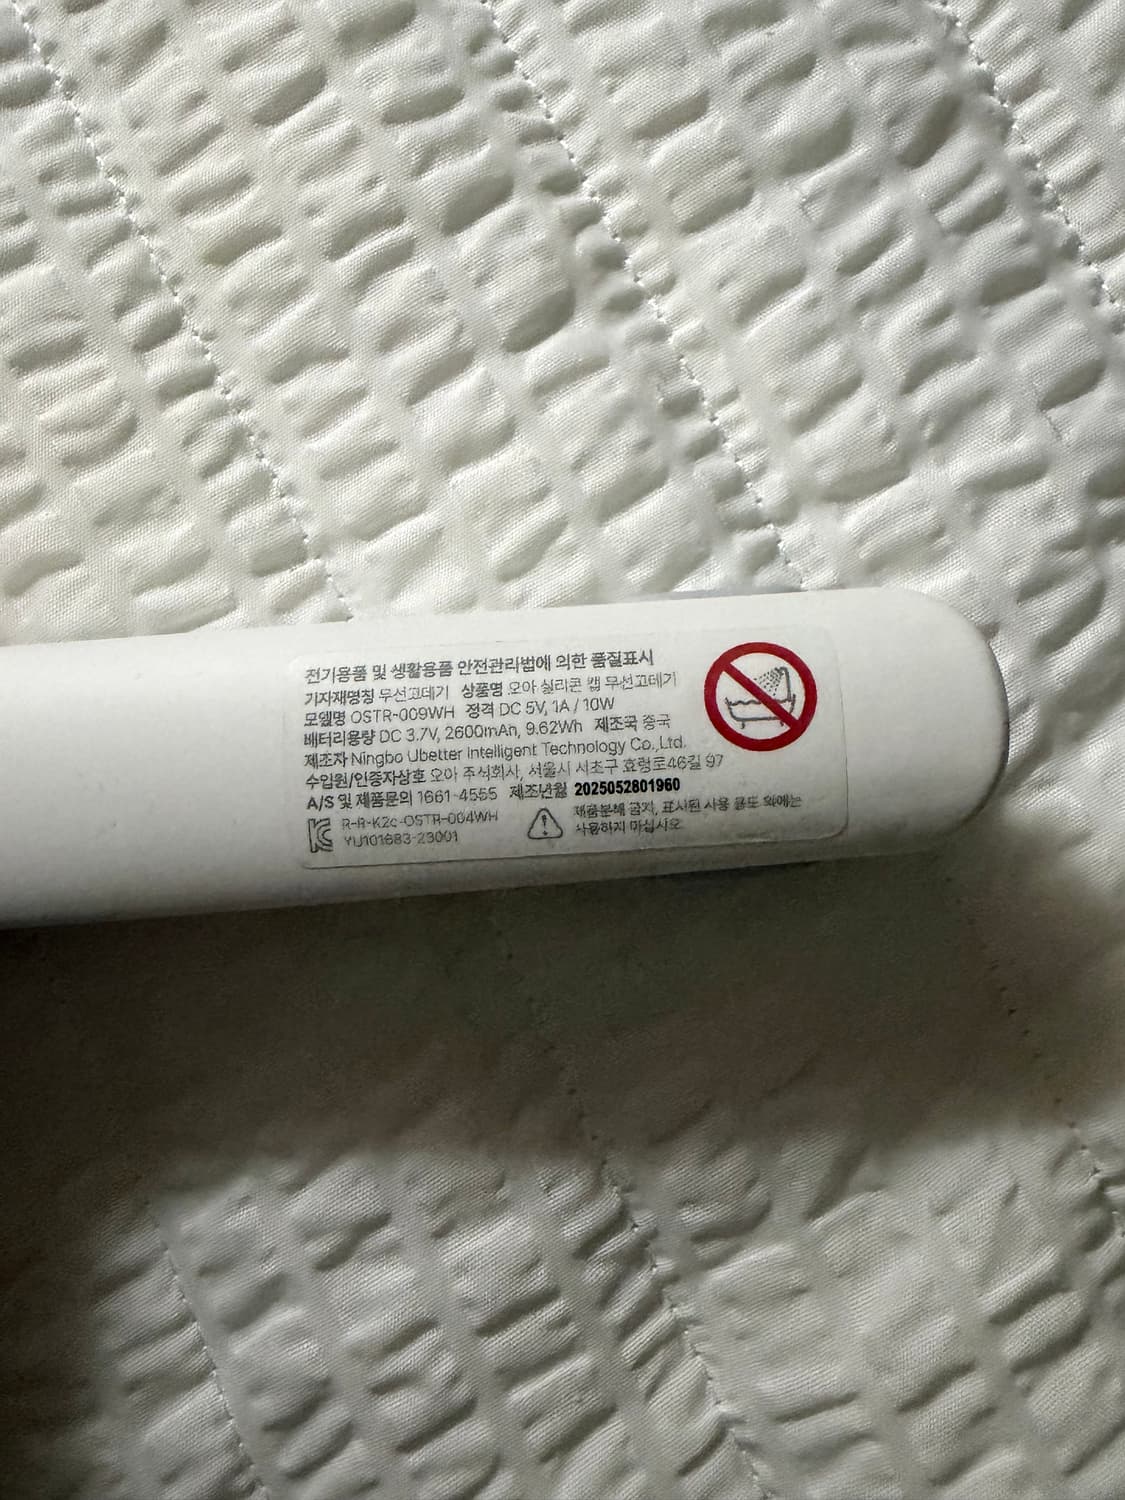 전기용품 및 생활용품 안전관리법에 의한 품질표시
기자재명칭 무선고데기 상품명 오아 실리콘 캡 무선고데기
모델명 OSTR-009WH 정격 DC 5V, 1A / 10W
배터리용량 DC 3.7V, 2600mAh, 9.62Wh 제조국 중국
제조자 Ningbo Ubetter Intelligent Technology Co.,Ltd.
수입원/인증자상호 오아 주식회사, 서울시 서초구 효령로46길 97
A/S 및 제품문의 1661-4555 제조년월 2025052801960
R-R-K2c-OSTR-004WH
YU101683-23001
제품분해 금지, 표시된 사용 용도 외에는
사용하지 마십시오.